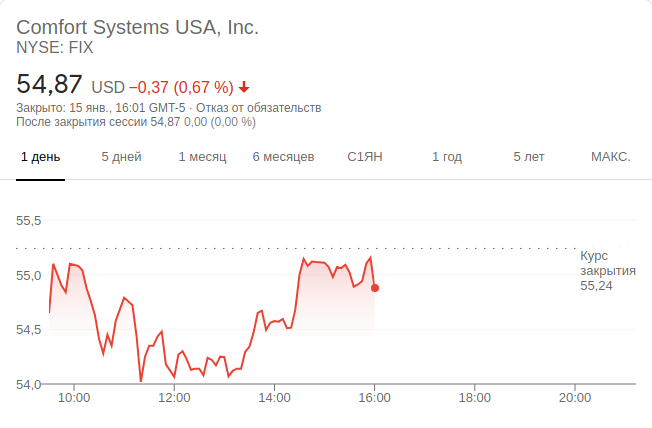 Comfort Systems USA, Inc.
NYSE: FIX
54,87 USD −0,37 (0,67 %)
Закрыто: 15 янв., 16:01 GMT-5 · Отказ от обязательств
После закрытия сессии 54,87 0,00 (0,00 %)
1 день 5 дней 1 месяц 6 месяцев С1ЯН 1 год 5 лет МАКС.
55,5
Курс
закрытия
55,24
55,0
54,5
54,0
10:00 12:00 14:00 16:00 18:00 20:00